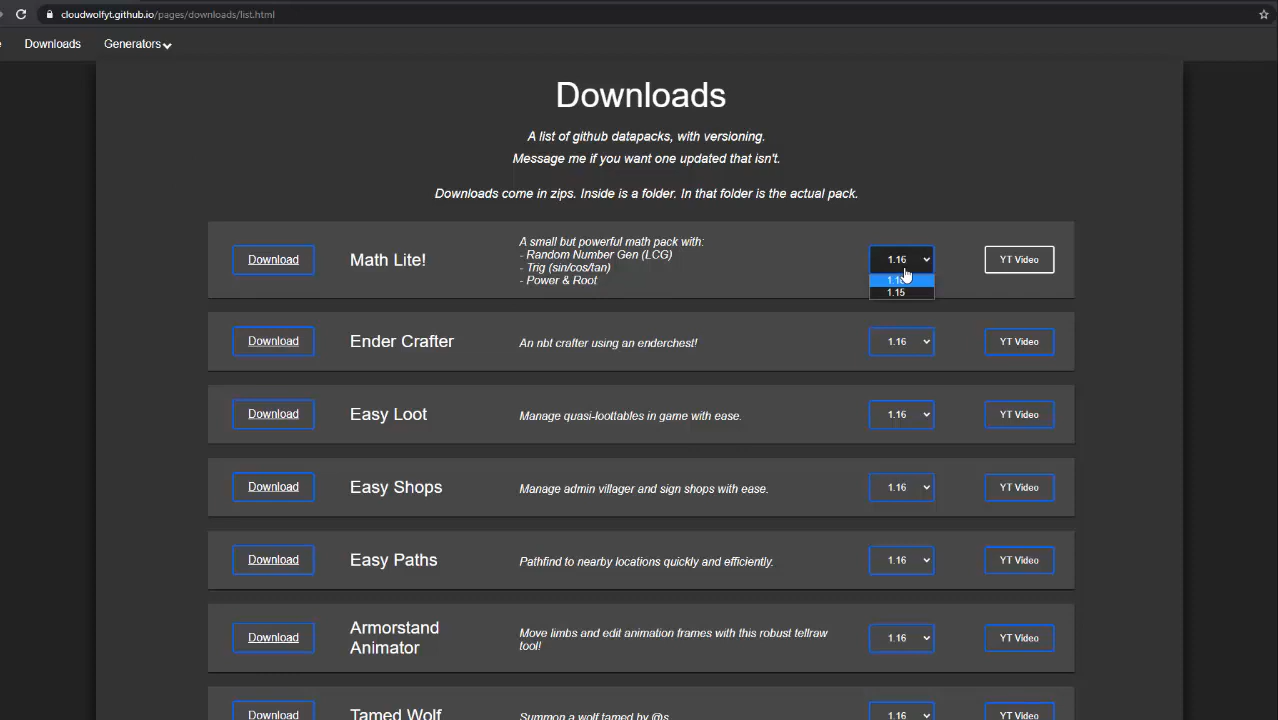 cloudwolfyt.github.io/pages/downloads/list.html
Downloads
Generators
Downloads
A list of github datapacks, with versioning.
Message me if you want one updated that isn't.
Downloads come in zips. Inside is a folder. In that folder is the actual pack.
Download
Math Lite!
A small but powerful math pack with:
- Random Number Gen (LCG)
- Trig (sin/cos/tan)
- Power & Root
1.16
1.15
YT Video
Download
Ender Crafter
An nbt crafter using an enderchest!
1.16
YT Video
Download
Easy Loot
Manage quasi-loottables in game with ease.
1.16
YT Video
Download
Easy Shops
Manage admin villager and sign shops with ease.
1.16
YT Video
Download
Easy Paths
Pathfind to nearby locations quickly and efficiently.
1.16
YT Video
Download
Armorstand
Animator
Move limbs and edit animation frames with this robust tellraw
tool!
1.16
YT Video
Download
Tamed Wolf
Summon a wolf tamed by @s
1.16
YT Video